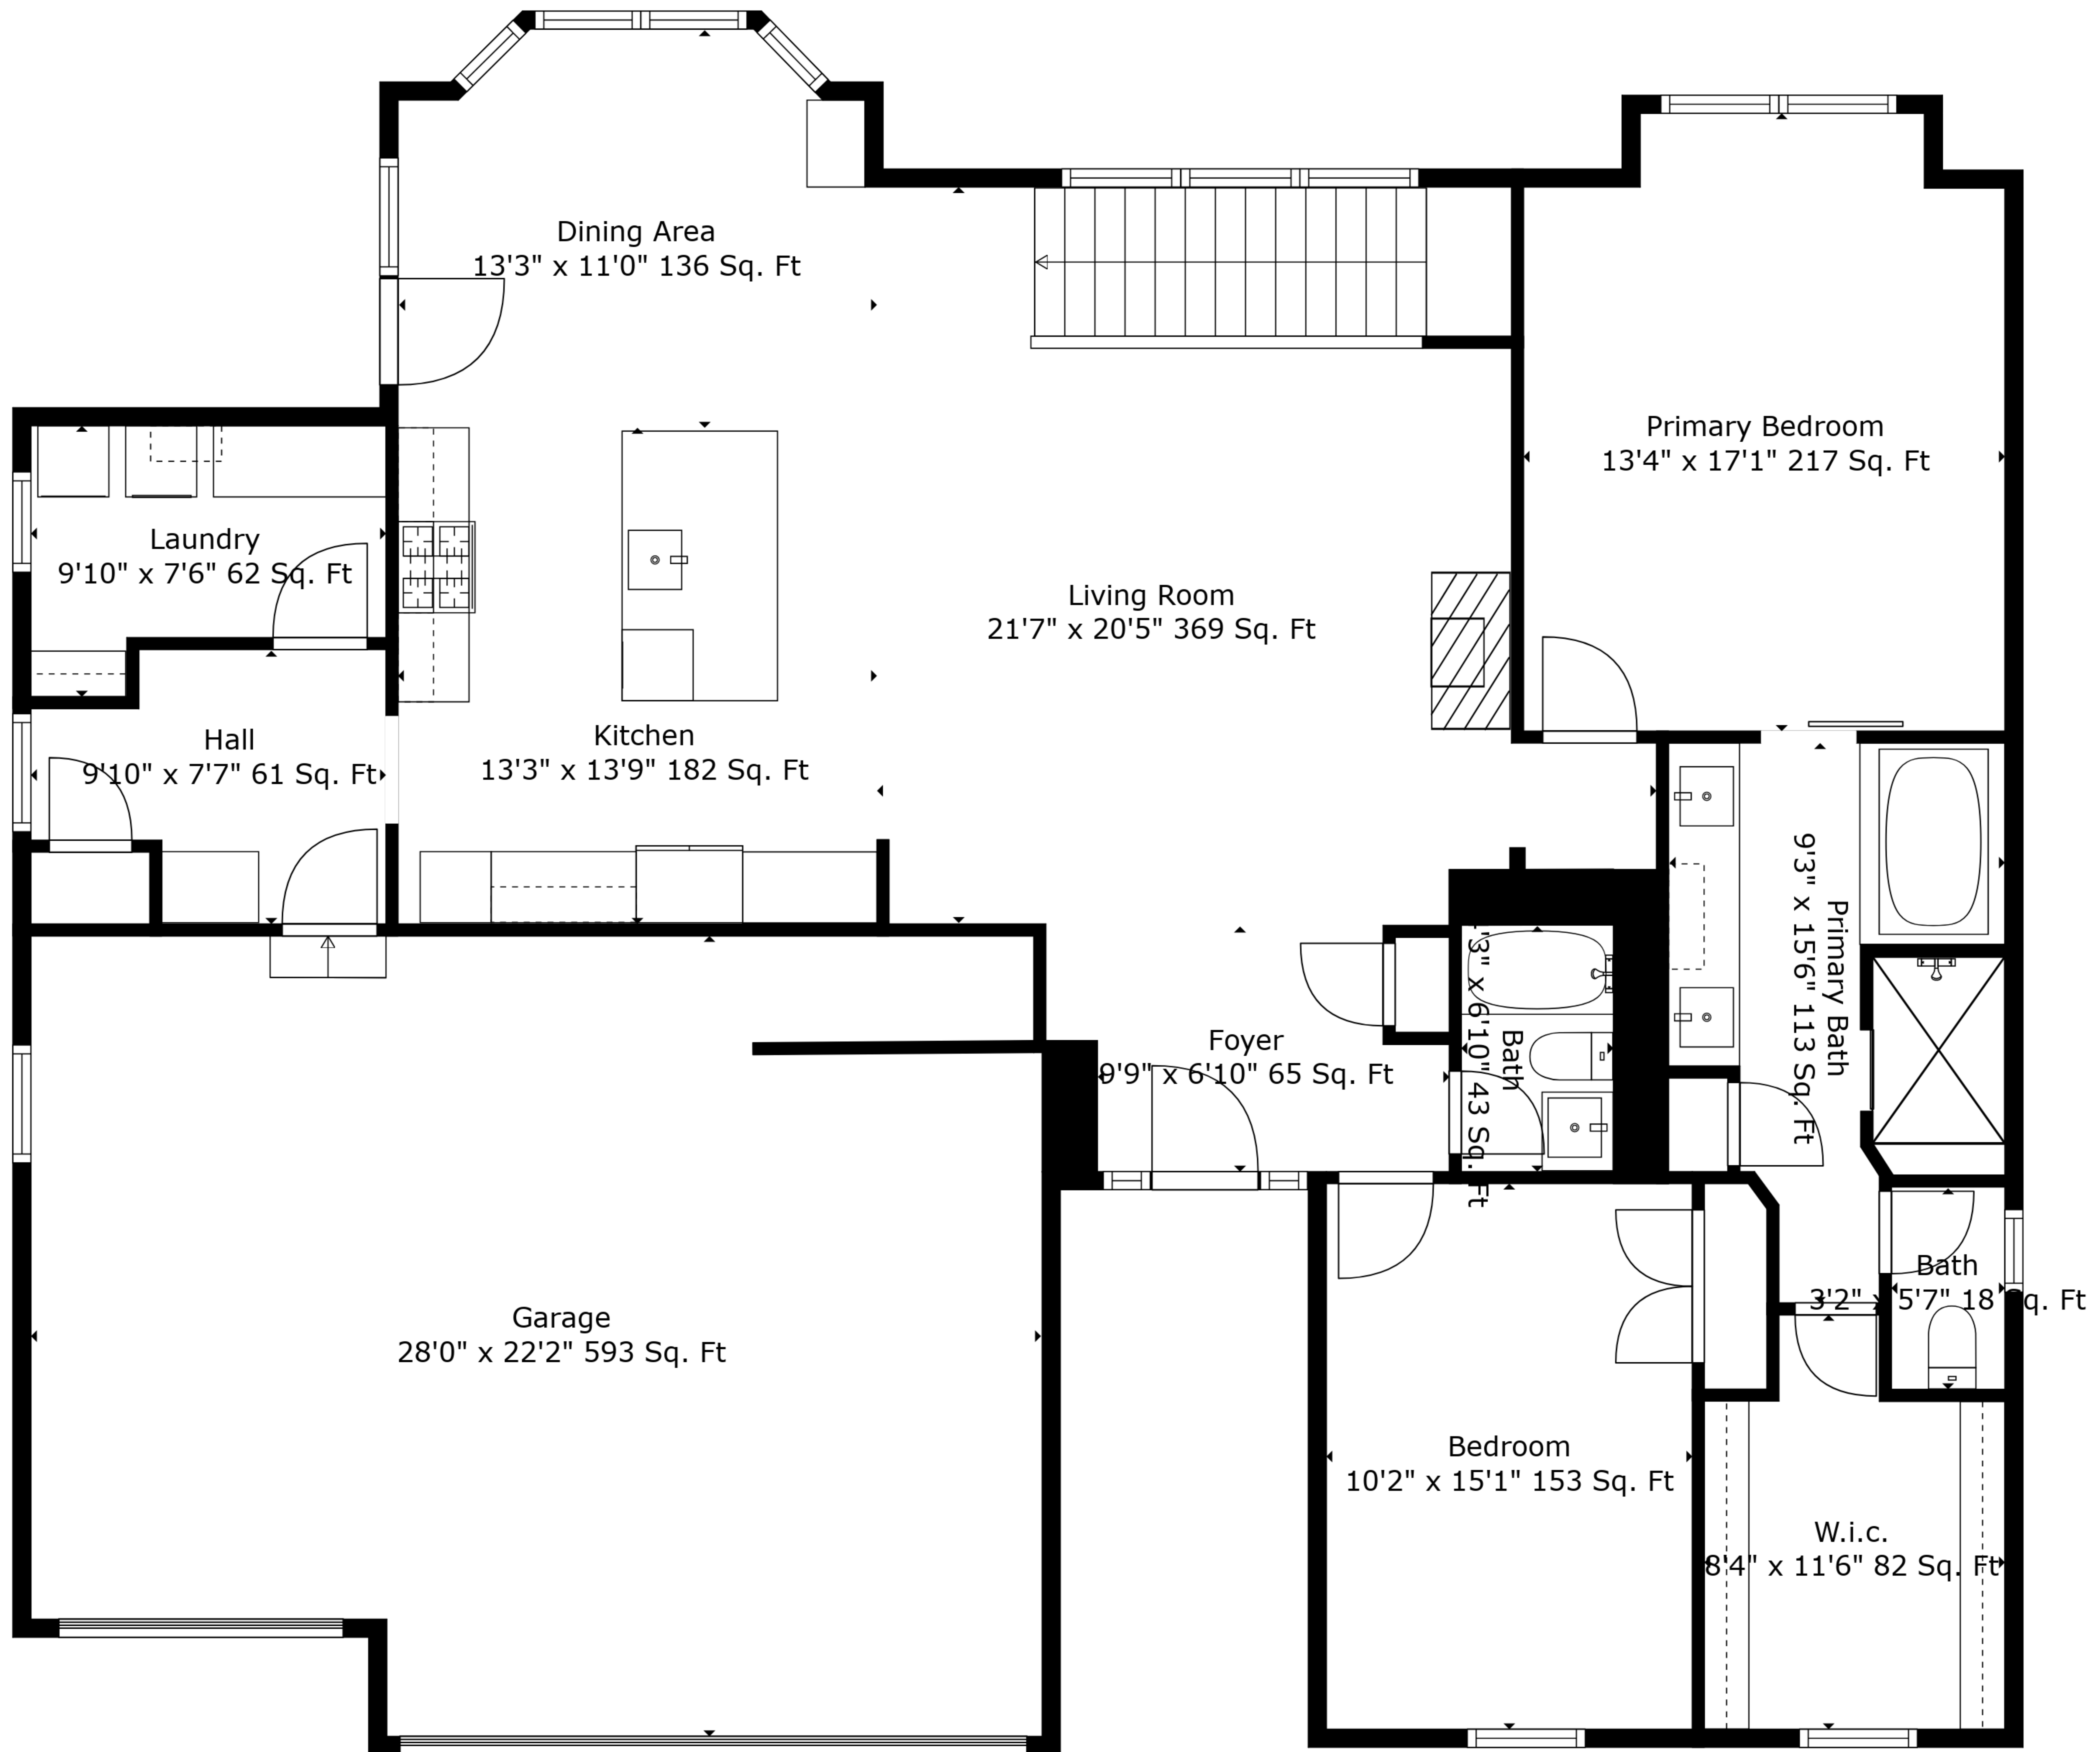 Dining Area
13'3" x 11'0" 136 Sq. Ft
Primary Bedroom
13'4" x 17'1" 217 Sq. Ft
Laundry
9'10" x 7'6" 62 Sq. Ft
Living Room
21'7" x 20'5" 369 Sq. Ft
Hall
9'10" x 7'7" 61 Sq. Ft
Kitchen
13'3" x 13'9" 182 Sq. Ft
Primary Bath
9'3" x 15'6" 113 Sq. Ft
Foyer
9'9" x 6'10" 65 Sq. Ft
Bath
'3" x 6'10" 43 Sq. Ft
Bath
3'2" x 5'7" 18 Sq. Ft
Garage
28'0" x 22'2" 593 Sq. Ft
Bedroom
10'2" x 15'1" 153 Sq. Ft
W.i.c.
8'4" x 11'6" 82 Sq. Ft